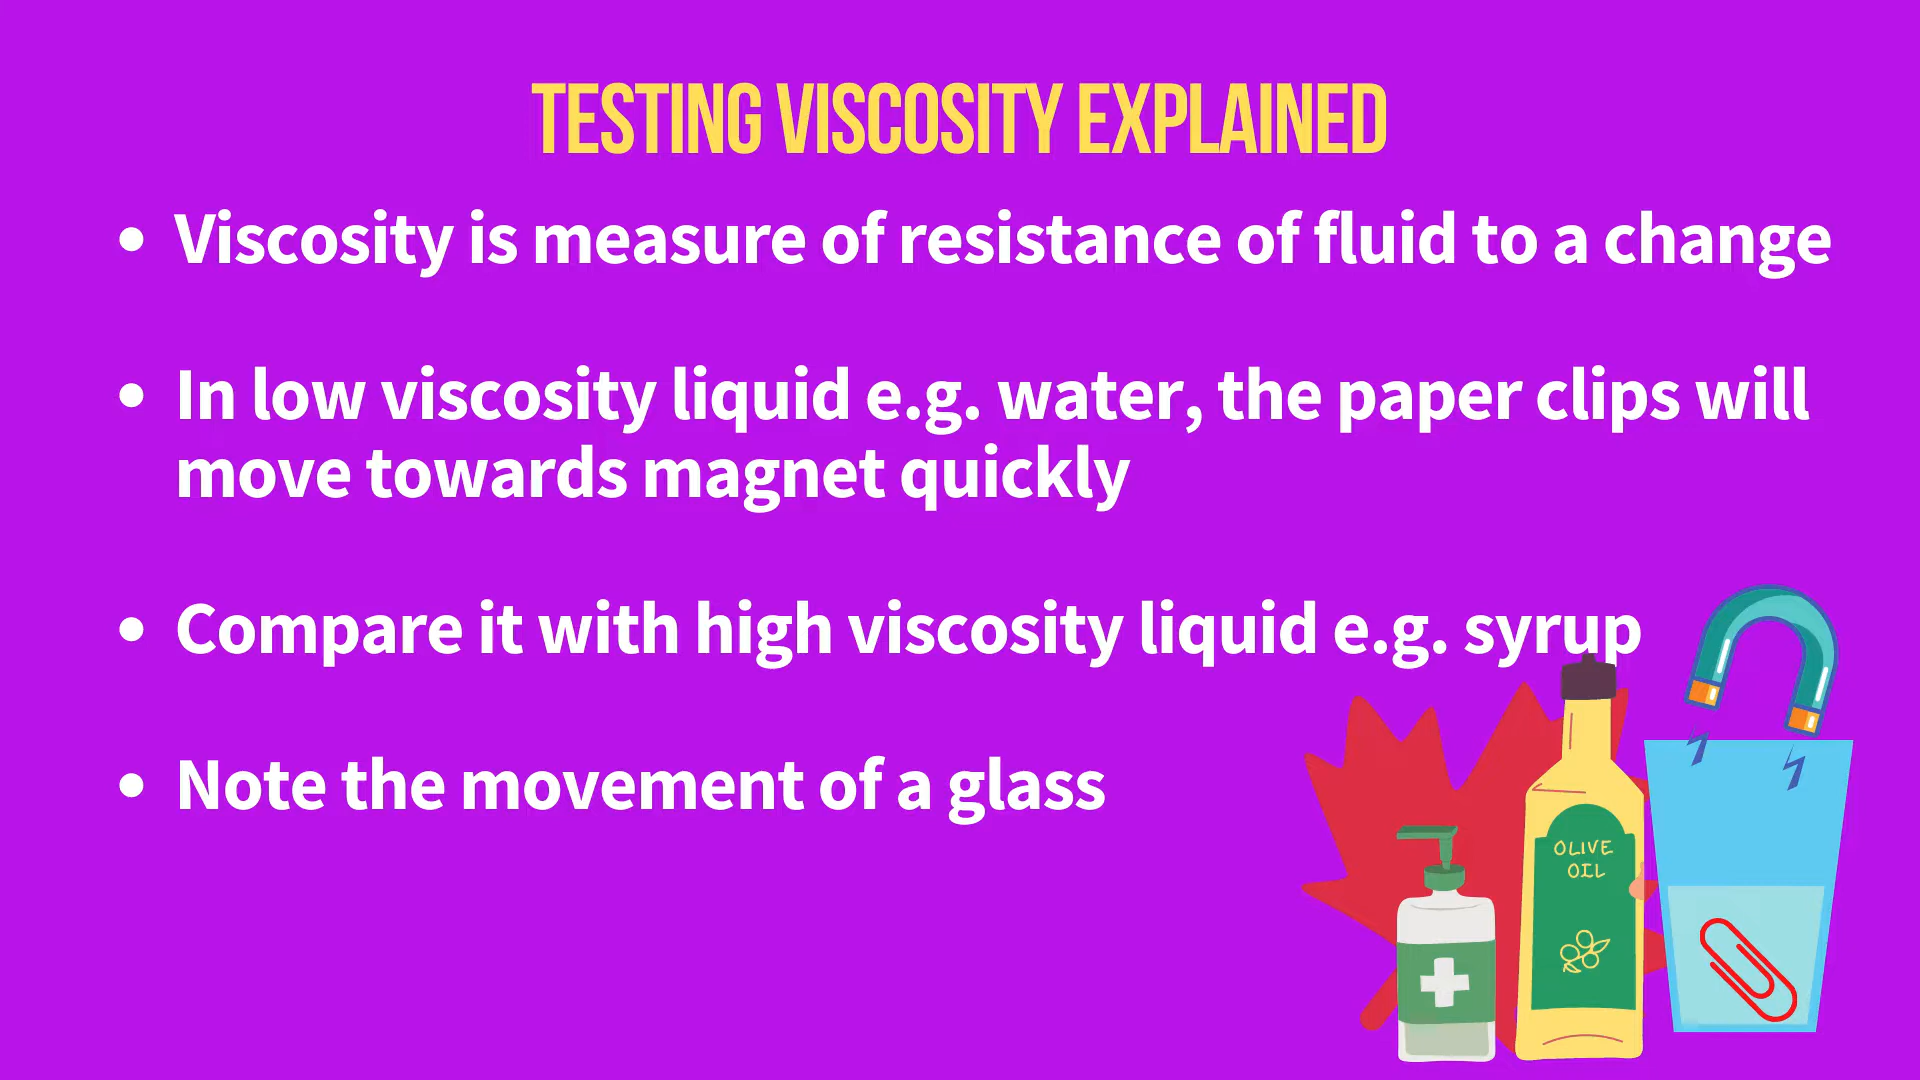 TESTING VISCOSITY EXPLAINED
• Viscosity is measure of resistance of fluid to a change
• In low viscosity liquid e.g. water, the paper clips will
move towards magnet quickly
• Compare it with high viscosity liquid e.g. syrup
• Note the movement of a glass
OLIVE
OIL